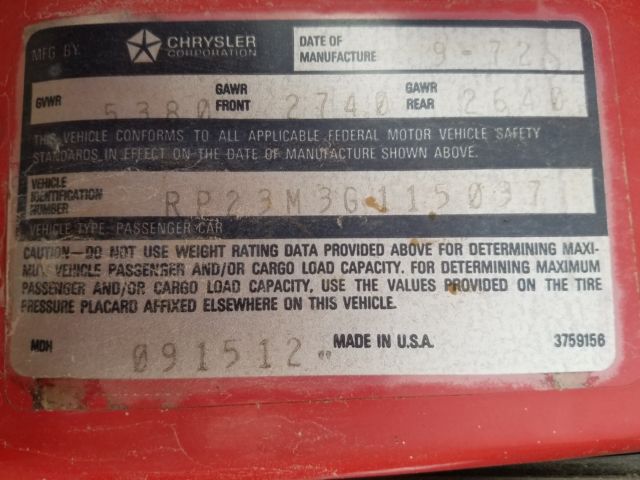 MFG BY CHRYSLER CORPORATION DATE OF MANUFACTURE 9-72
GVWR 5380 GAWR FRONT 2740 GAWR REAR 2640
THIS VEHICLE CONFORMS TO ALL APPLICABLE FEDERAL MOTOR VEHICLE SAFETY
STANDARDS IN EFFECT ON THE DATE OF MANUFACTURE SHOWN ABOVE.
VEHICLE IDENTIFICATION NUMBER RP23M3G115037
VEHICLE TYPE: PASSENGER CAR
CAUTION—DO NOT USE WEIGHT RATING DATA PROVIDED ABOVE FOR DETERMINING MAXI-
MUM VEHICLE PASSENGER AND/OR CARGO LOAD CAPACITY. FOR DETERMINING MAXIMUM
PASSENGER AND/OR CARGO LOAD CAPACITY, USE THE VALUES PROVIDED ON THE TIRE
PRESSURE PLACARD AFFIXED ELSEWHERE ON THIS VEHICLE.
MDH 091512 MADE IN U.S.A. 3759156